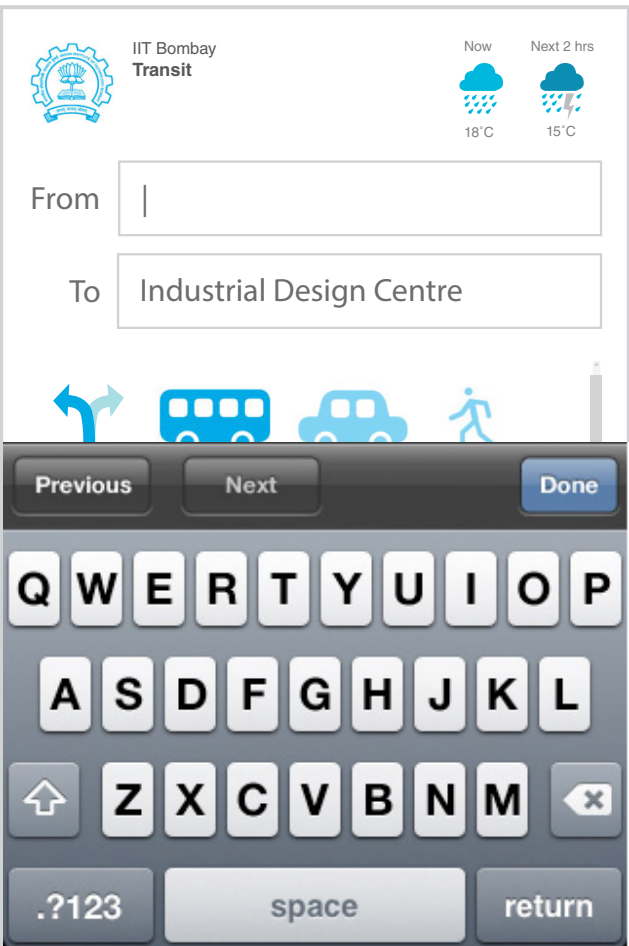 IIT Bombay
Transit
Now
Next 2 hrs
18°C
15°C
From
To
Industrial Design Centre
Previous
Next
Done
Q W E R T Y U I O P
A S D F G H J K L
Z X C V B N M
.?123
space
return